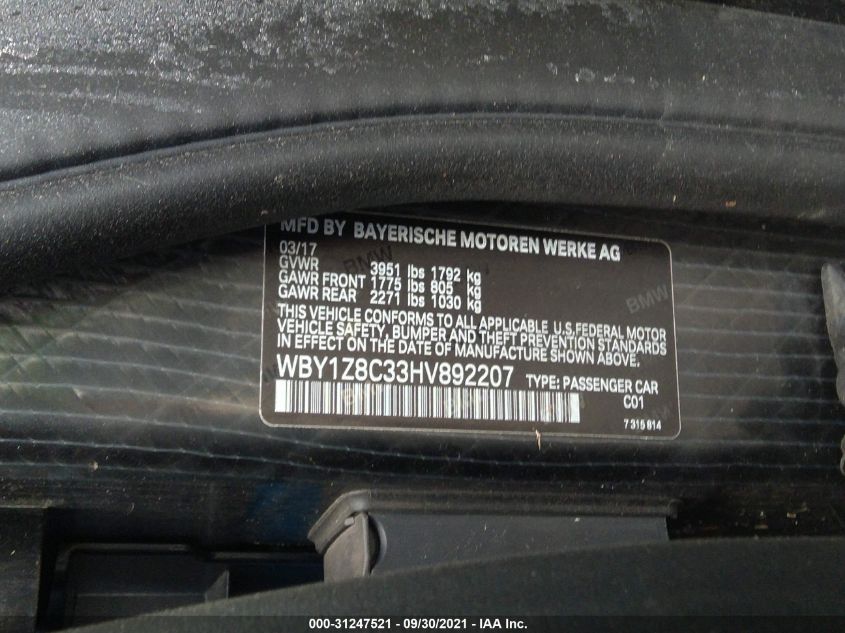 MFD BY BAYERISCHE MOTOREN WERKE AG
03/17
GVWR 3951 lbs 1792 kg
GAWR FRONT 1775 lbs 805 kg
GAWR REAR 2271 lbs 1030 kg
THIS VEHICLE CONFORMS TO ALL APPLICABLE U.S.FEDERAL MOTOR
VEHICLE SAFETY, BUMPER AND THEFT PREVENTION STANDARDS
IN EFFECT ON THE DATE OF MANUFACTURE SHOWN ABOVE.
WBY1Z8C33HV892207 TYPE: PASSENGER CAR
C01
7 315 814
BMW
BMW
000-31247521 - 09/30/2021 - IAA Inc.